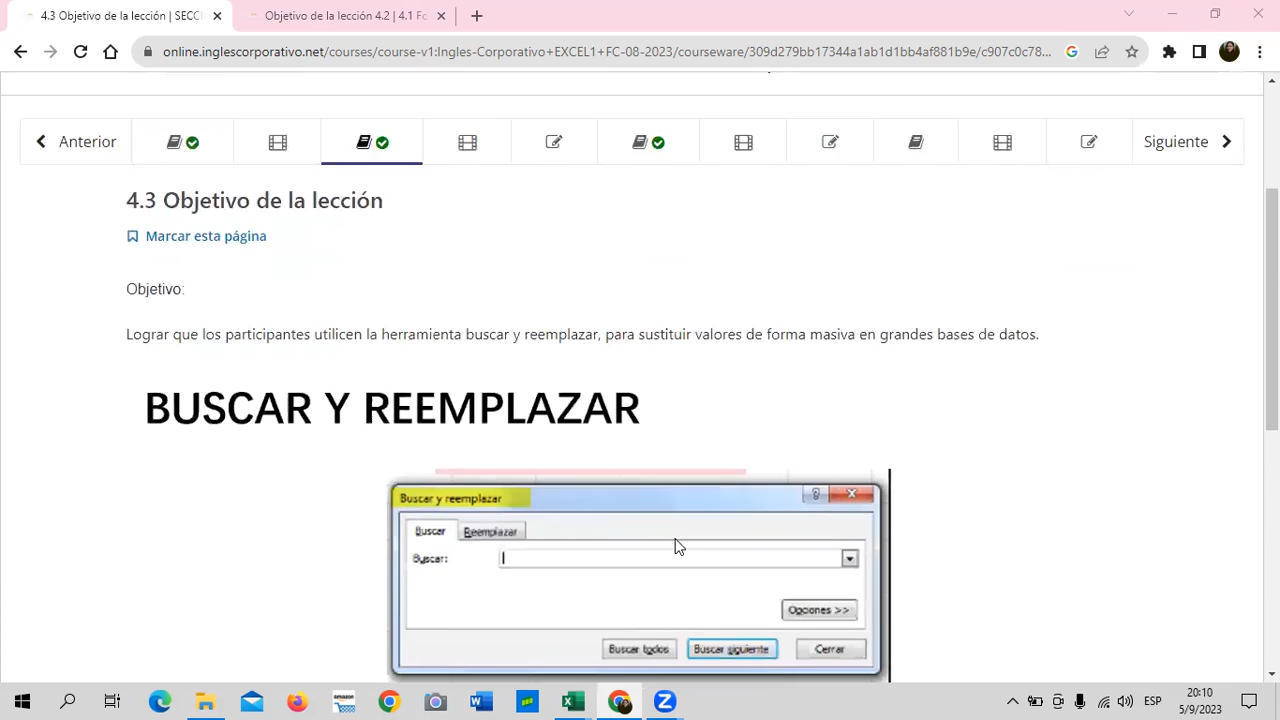 4.3 Objetivo de la lección | SECCI
Objetivo de la lección 4.2 | 4.1 Fo
online.inglescorporativo.net/courses/course-v1:Ingles-Corporativo+EXCEL1+FC-08-2023/courseware/309d279bb17344a1ab1d1bb4af881b9e/c907c0c78...
Anterior
Siguiente
4.3 Objetivo de la lección
Marcar esta página
Objetivo:
Lograr que los participantes utilicen la herramienta buscar y reemplazar, para sustituir valores de forma masiva en grandes bases de datos.
BUSCAR Y REEMPLAZAR
Buscar y reemplazar
Buscar Reemplazar
Buscar:
Opciones >>
Buscar todos Buscar siguiente Cerrar
amazon
ESP
20:10
5/9/2023